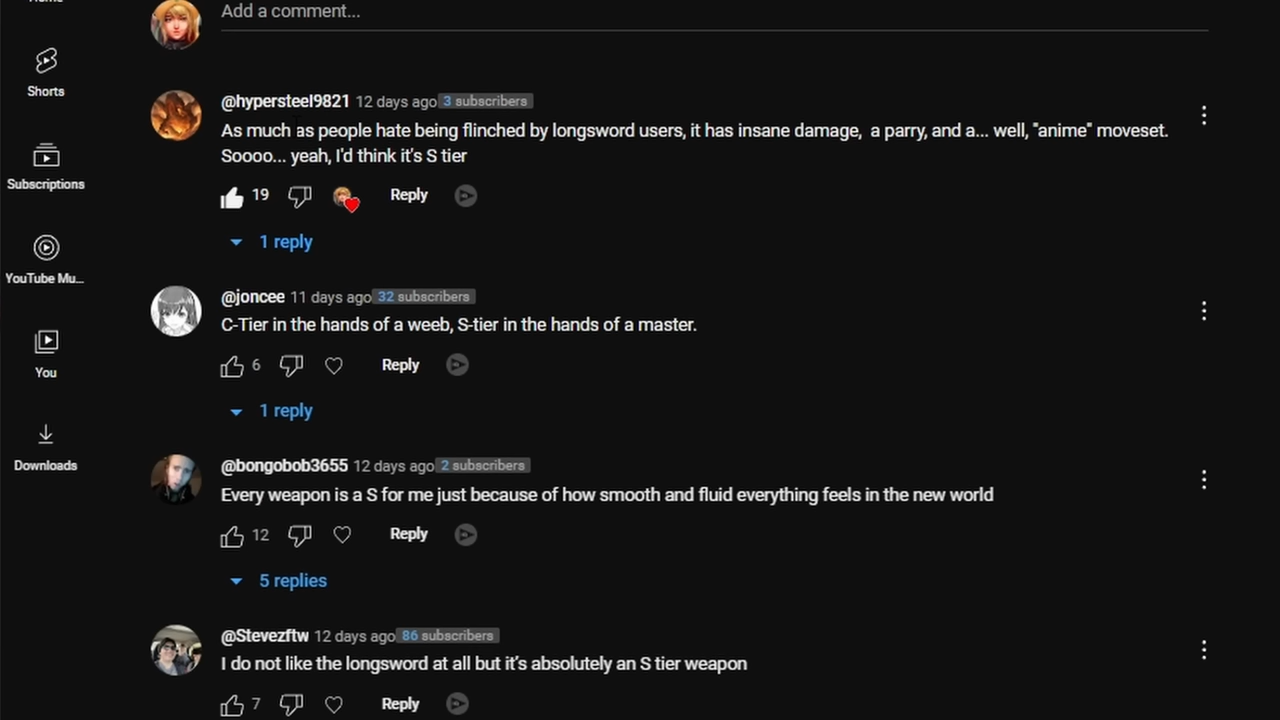 Add a comment...
Shorts
Subscriptions
YouTube Mu...
You
Downloads
@hypersteel9821 12 days ago 3 subscribers
As much as people hate being flinched by longsword users, it has insane damage,  a parry, and a... well, "anime" moveset.
Soooo... yeah, I'd think it's S tier
19 Reply
1 reply
@joncee 11 days ago 32 subscribers
C-Tier in the hands of a weeb, S-tier in the hands of a master.
6 Reply
1 reply
@bongobob3655 12 days ago 2 subscribers
Every weapon is a S for me just because of how smooth and fluid everything feels in the new world
12 Reply
5 replies
@Stevezftw 12 days ago 86 subscribers
I do not like the longsword at all but it's absolutely an S tier weapon
7 Reply